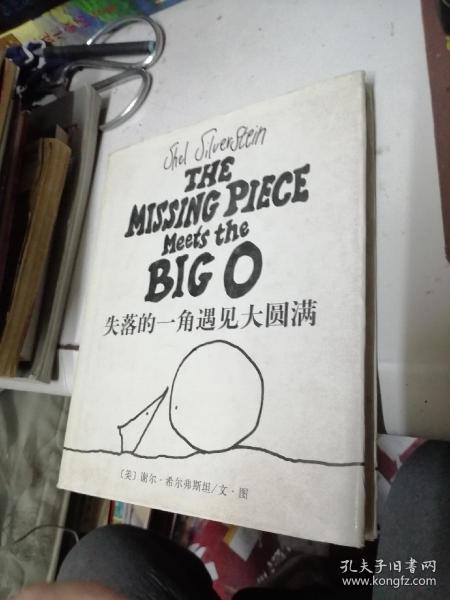 Shel Silverstein
THE
MISSING PIECE
Meets the
BIG O
失落的一角遇见大圆满
〔美〕谢尔·希尔弗斯坦/文·图
孔夫子旧书网
www.kongfz.com